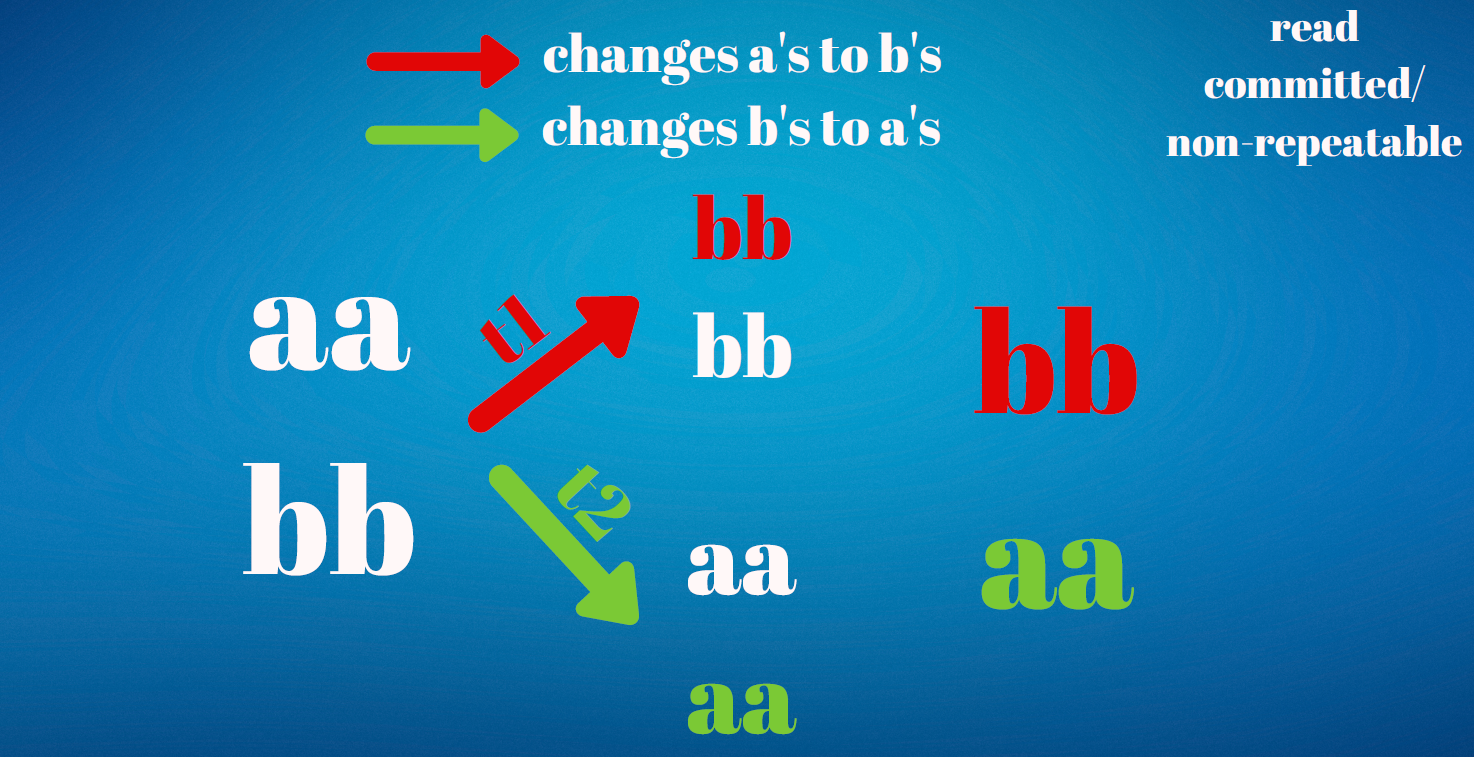 changes a's to b's
changes b's to a's
read
committed/
non-repeatable
bb
aa
t1
bb
bb
bb
t2
aa
aa
aa